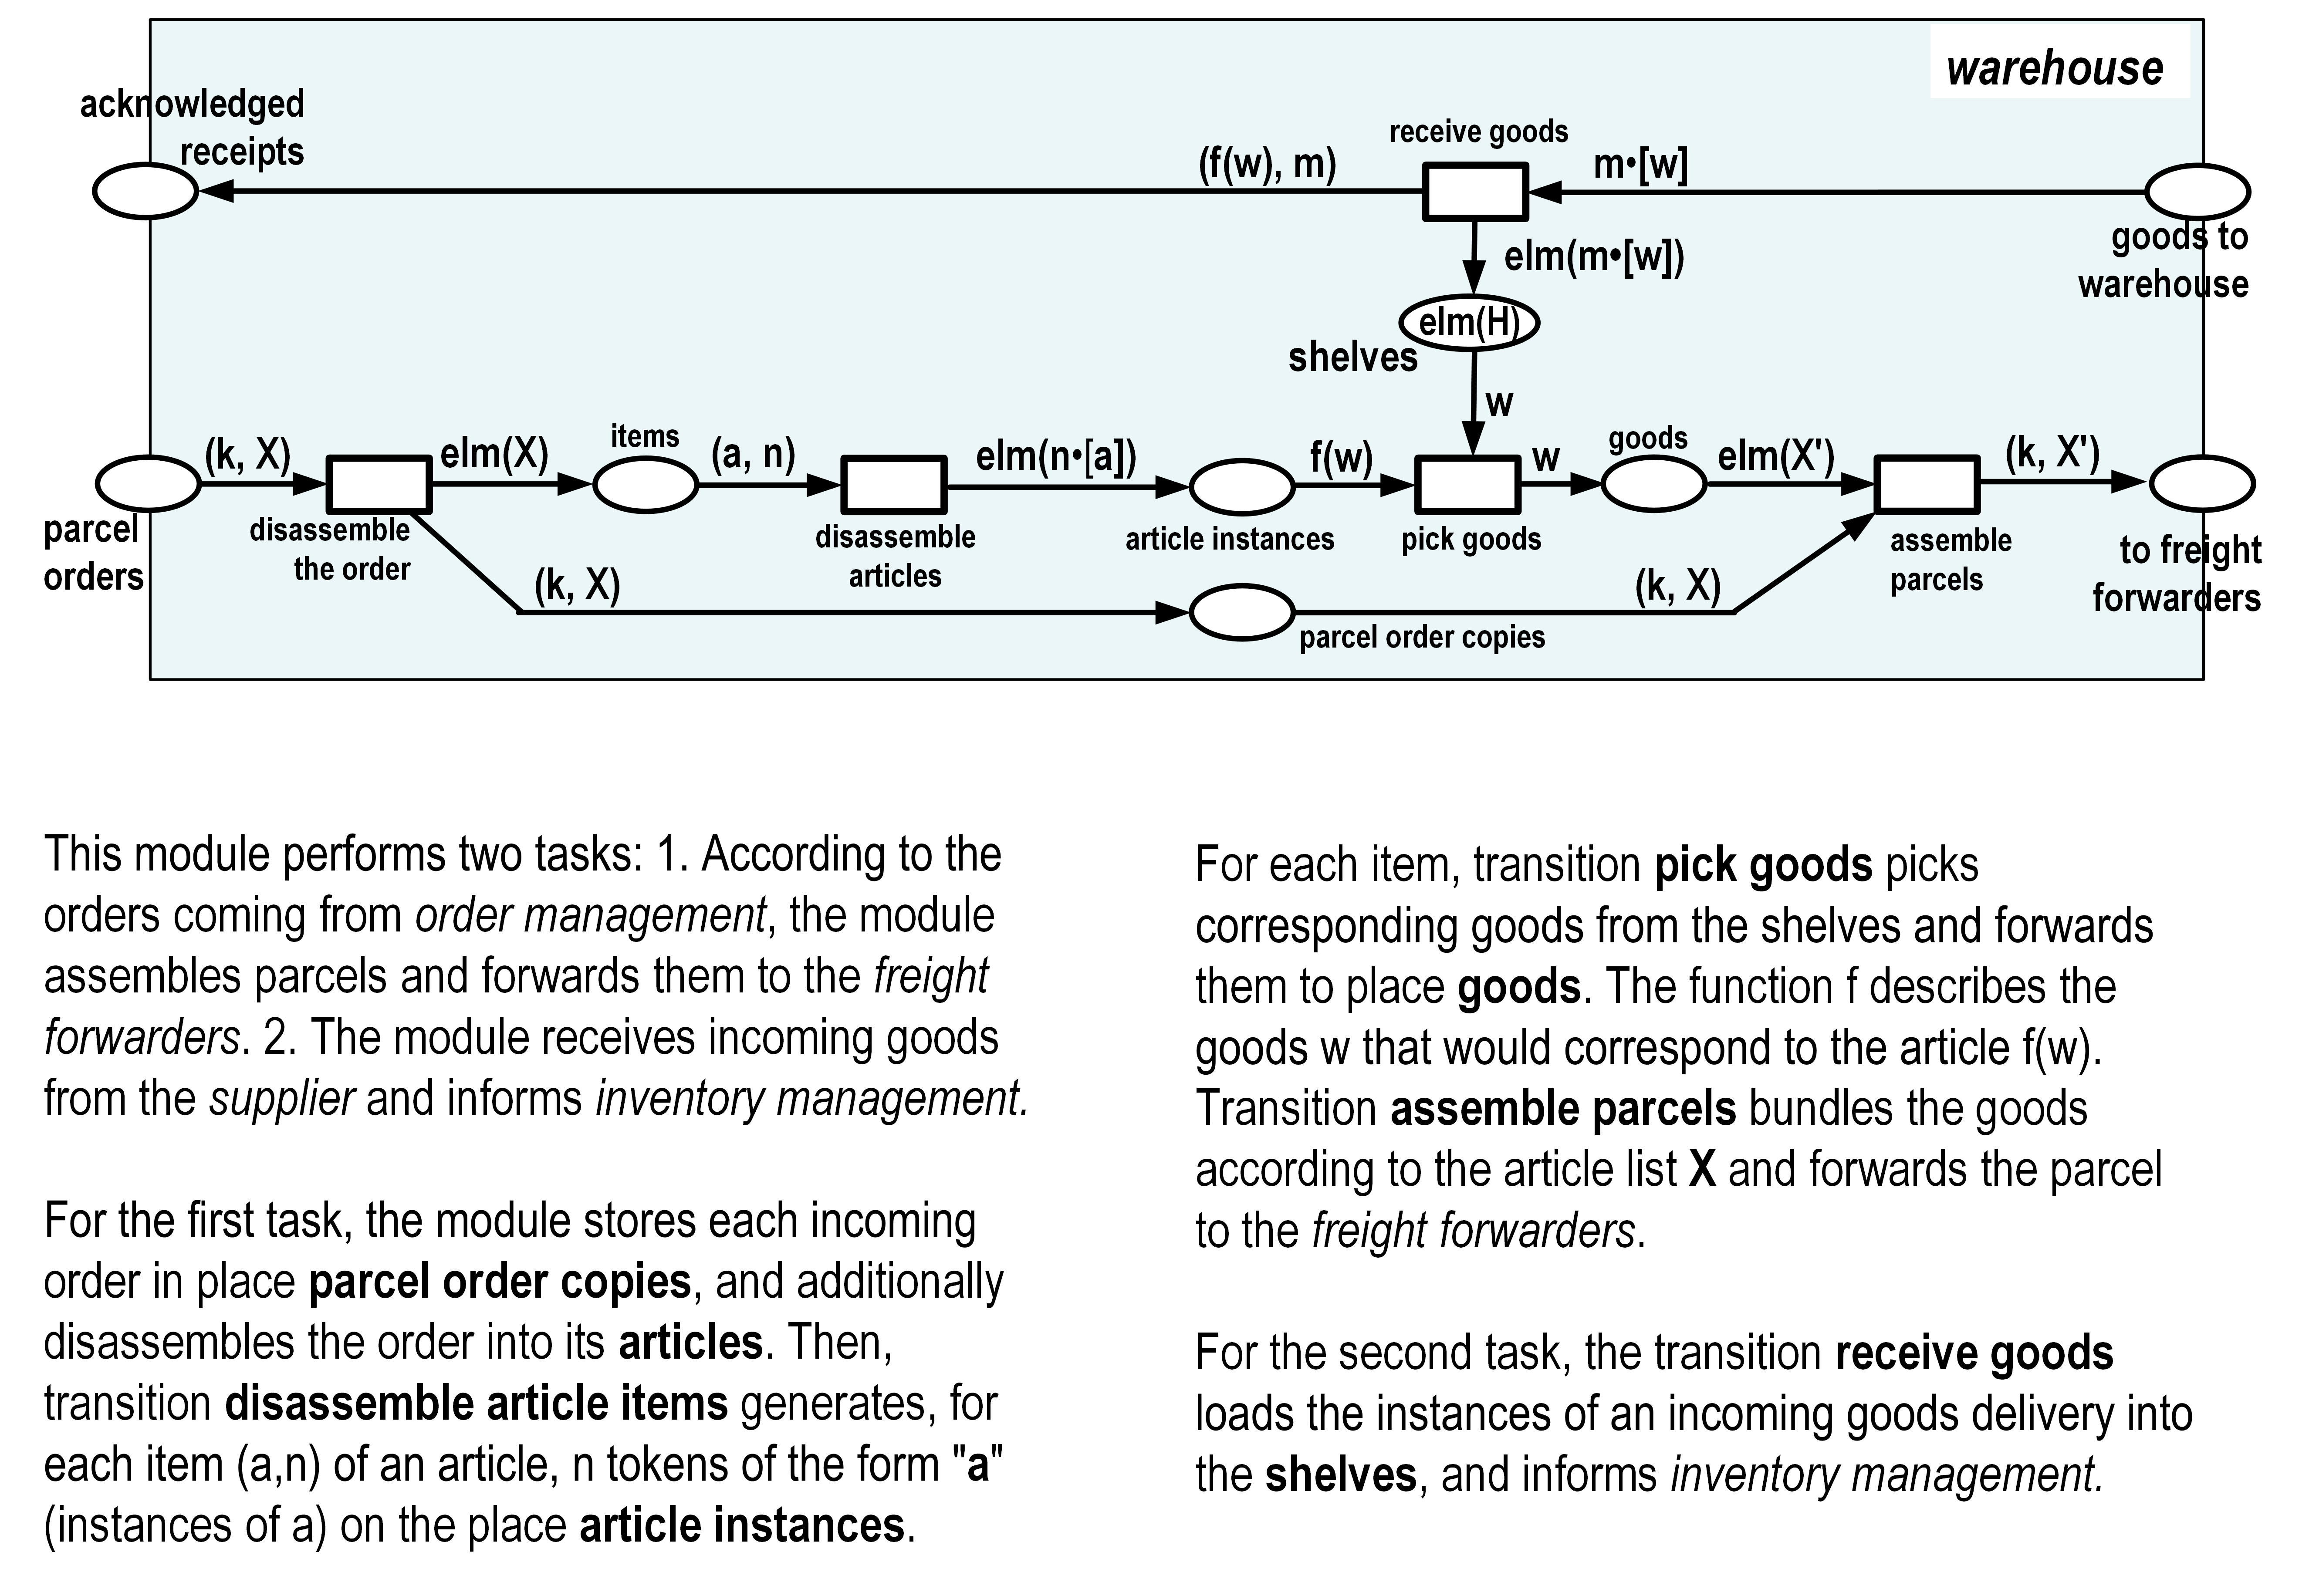 warehouse
acknowledged
receipts
receive goods
(f(w), m)
m•[w]
goods to
warehouse
elm(m•[w])
elm(H)
shelves
w
parcel
orders
(k, X)
disassemble
the order
elm(X)
items
(a, n)
disassemble
articles
elm(n•[a])
article instances
f(w)
pick goods
w
goods
elm(X')
assemble
parcels
(k, X')
to freight
forwarders
(k, X)
parcel order copies
(k, X)
This module performs two tasks: 1. According to the
orders coming from order management, the module
assembles parcels and forwards them to the freight
forwarders. 2. The module receives incoming goods
from the supplier and informs inventory management.
For the first task, the module stores each incoming
order in place parcel order copies, and additionally
disassembles the order into its articles. Then,
transition disassemble article items generates, for
each item (a,n) of an article, n tokens of the form "a"
(instances of a) on the place article instances.
For each item, transition pick goods picks
corresponding goods from the shelves and forwards
them to place goods. The function f describes the
goods w that would correspond to the article f(w).
Transition assemble parcels bundles the goods
according to the article list X and forwards the parcel
to the freight forwarders.
For the second task, the transition receive goods
loads the instances of an incoming goods delivery into
the shelves, and informs inventory management.